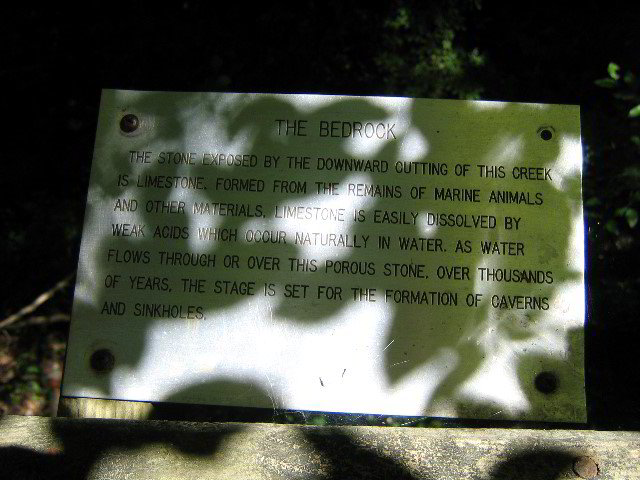 THE BEDROCK
THE STONE EXPOSED BY THE DOWNWARD CUTTING OF THIS CREEK
IS LIMESTONE. FORMED FROM THE REMAINS OF MARINE ANIMALS
AND OTHER MATERIALS, LIMESTONE IS EASILY DISSOLVED BY
WEAK ACIDS WHICH OCCUR NATURALLY IN WATER. AS WATER
FLOWS THROUGH OR OVER THIS POROUS STONE, OVER THOUSANDS
OF YEARS, THE STAGE IS SET FOR THE FORMATION OF CAVERNS
AND SINKHOLES.